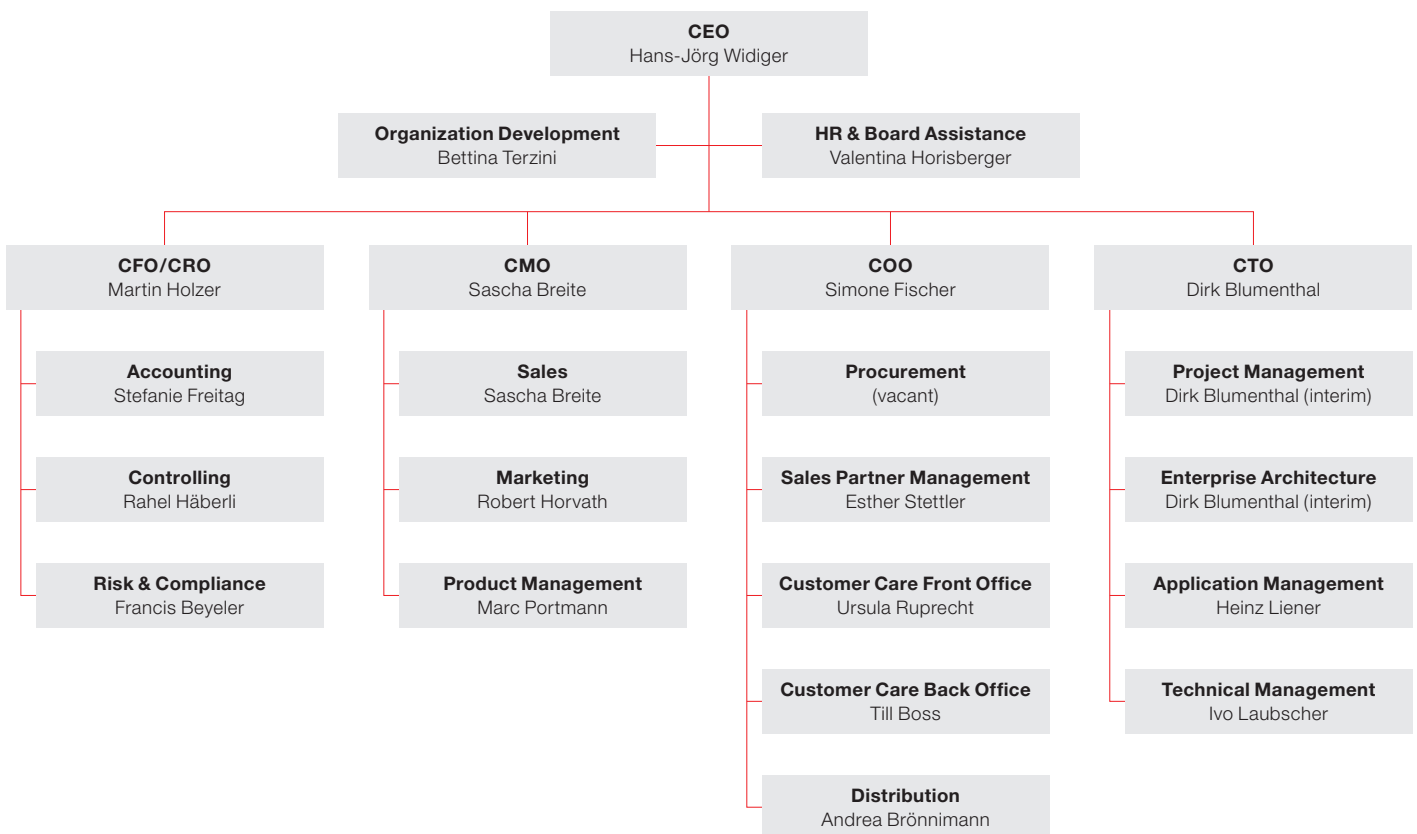 CEO
Hans-Jörg Widiger
Organization Development
Bettina Terzini
HR & Board Assistance
Valentina Horisberger
CFO/CRO
Martin Holzer
Accounting
Stefanie Freitag
Controlling
Rahel Häberli
Risk & Compliance
Francis Beyeler
CMO
Sascha Breite
Sales
Sascha Breite
Marketing
Robert Horvath
Product Management
Marc Portmann
COO
Simone Fischer
Procurement
(vacant)
Sales Partner Management
Esther Stettler
Customer Care Front Office
Ursula Ruprecht
Customer Care Back Office
Till Boss
Distribution
Andrea Brönnimann
CTO
Dirk Blumenthal
Project Management
Dirk Blumenthal (interim)
Enterprise Architecture
Dirk Blumenthal (interim)
Application Management
Heinz Liener
Technical Management
Ivo Laubscher